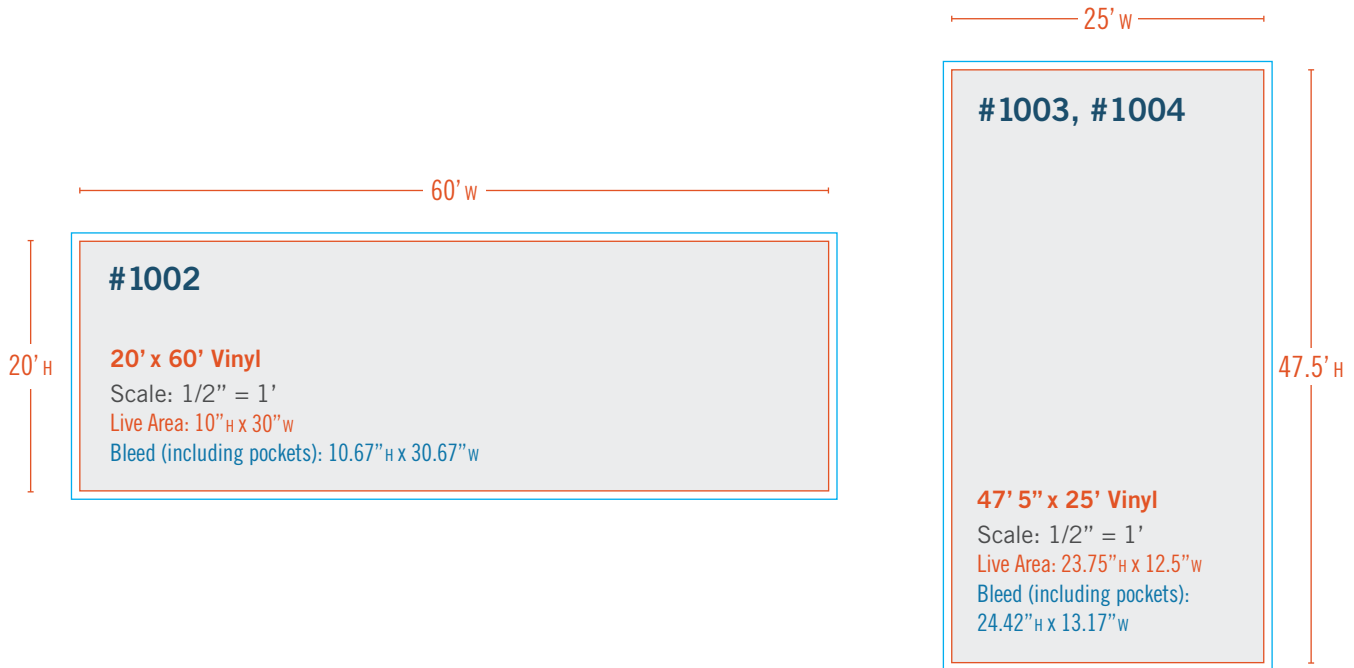 60’ W
20’ H
#1002
20’ x 60’ Vinyl
Scale: 1/2” = 1’
Live Area: 10”H x 30”W
Bleed (including pockets): 10.67”H x 30.67”W
25’ W
#1003, #1004
47.5’ H
47’ 5” x 25’ Vinyl
Scale: 1/2” = 1’
Live Area: 23.75”H x 12.5”W
Bleed (including pockets):
24.42”H x 13.17”W